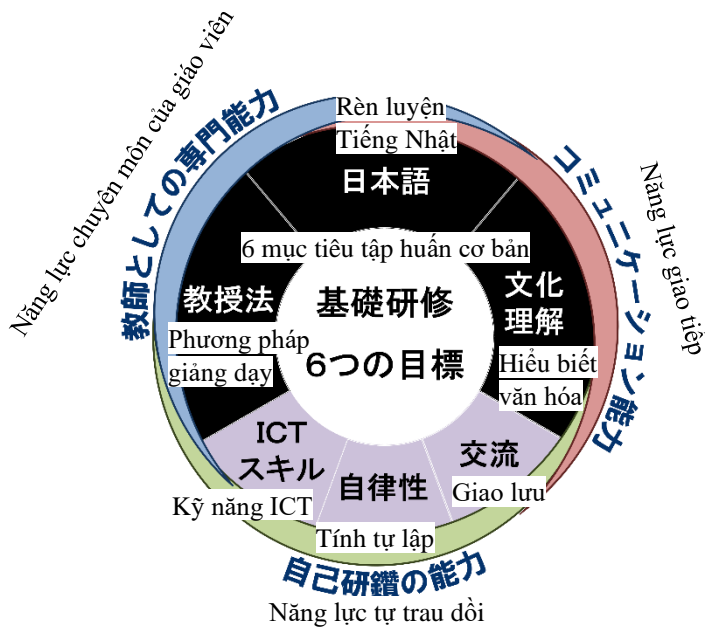 Năng lực chuyên môn của giáo viên
教師としての専門能力
Rèn luyện
Tiếng Nhật
日本語
コミュニケーション能力
Năng lực giao tiếp
6 mục tiêu tập huấn cơ bản
基礎研修
6つの目標
教授法
Phương pháp
giảng dạy
文化
理解
Hiểu biết
văn hóa
ICT
スキル
Kỹ năng ICT
自律性
Tính tự lập
交流
Giao lưu
自己研鑽の能力
Năng lực tự trau dồi